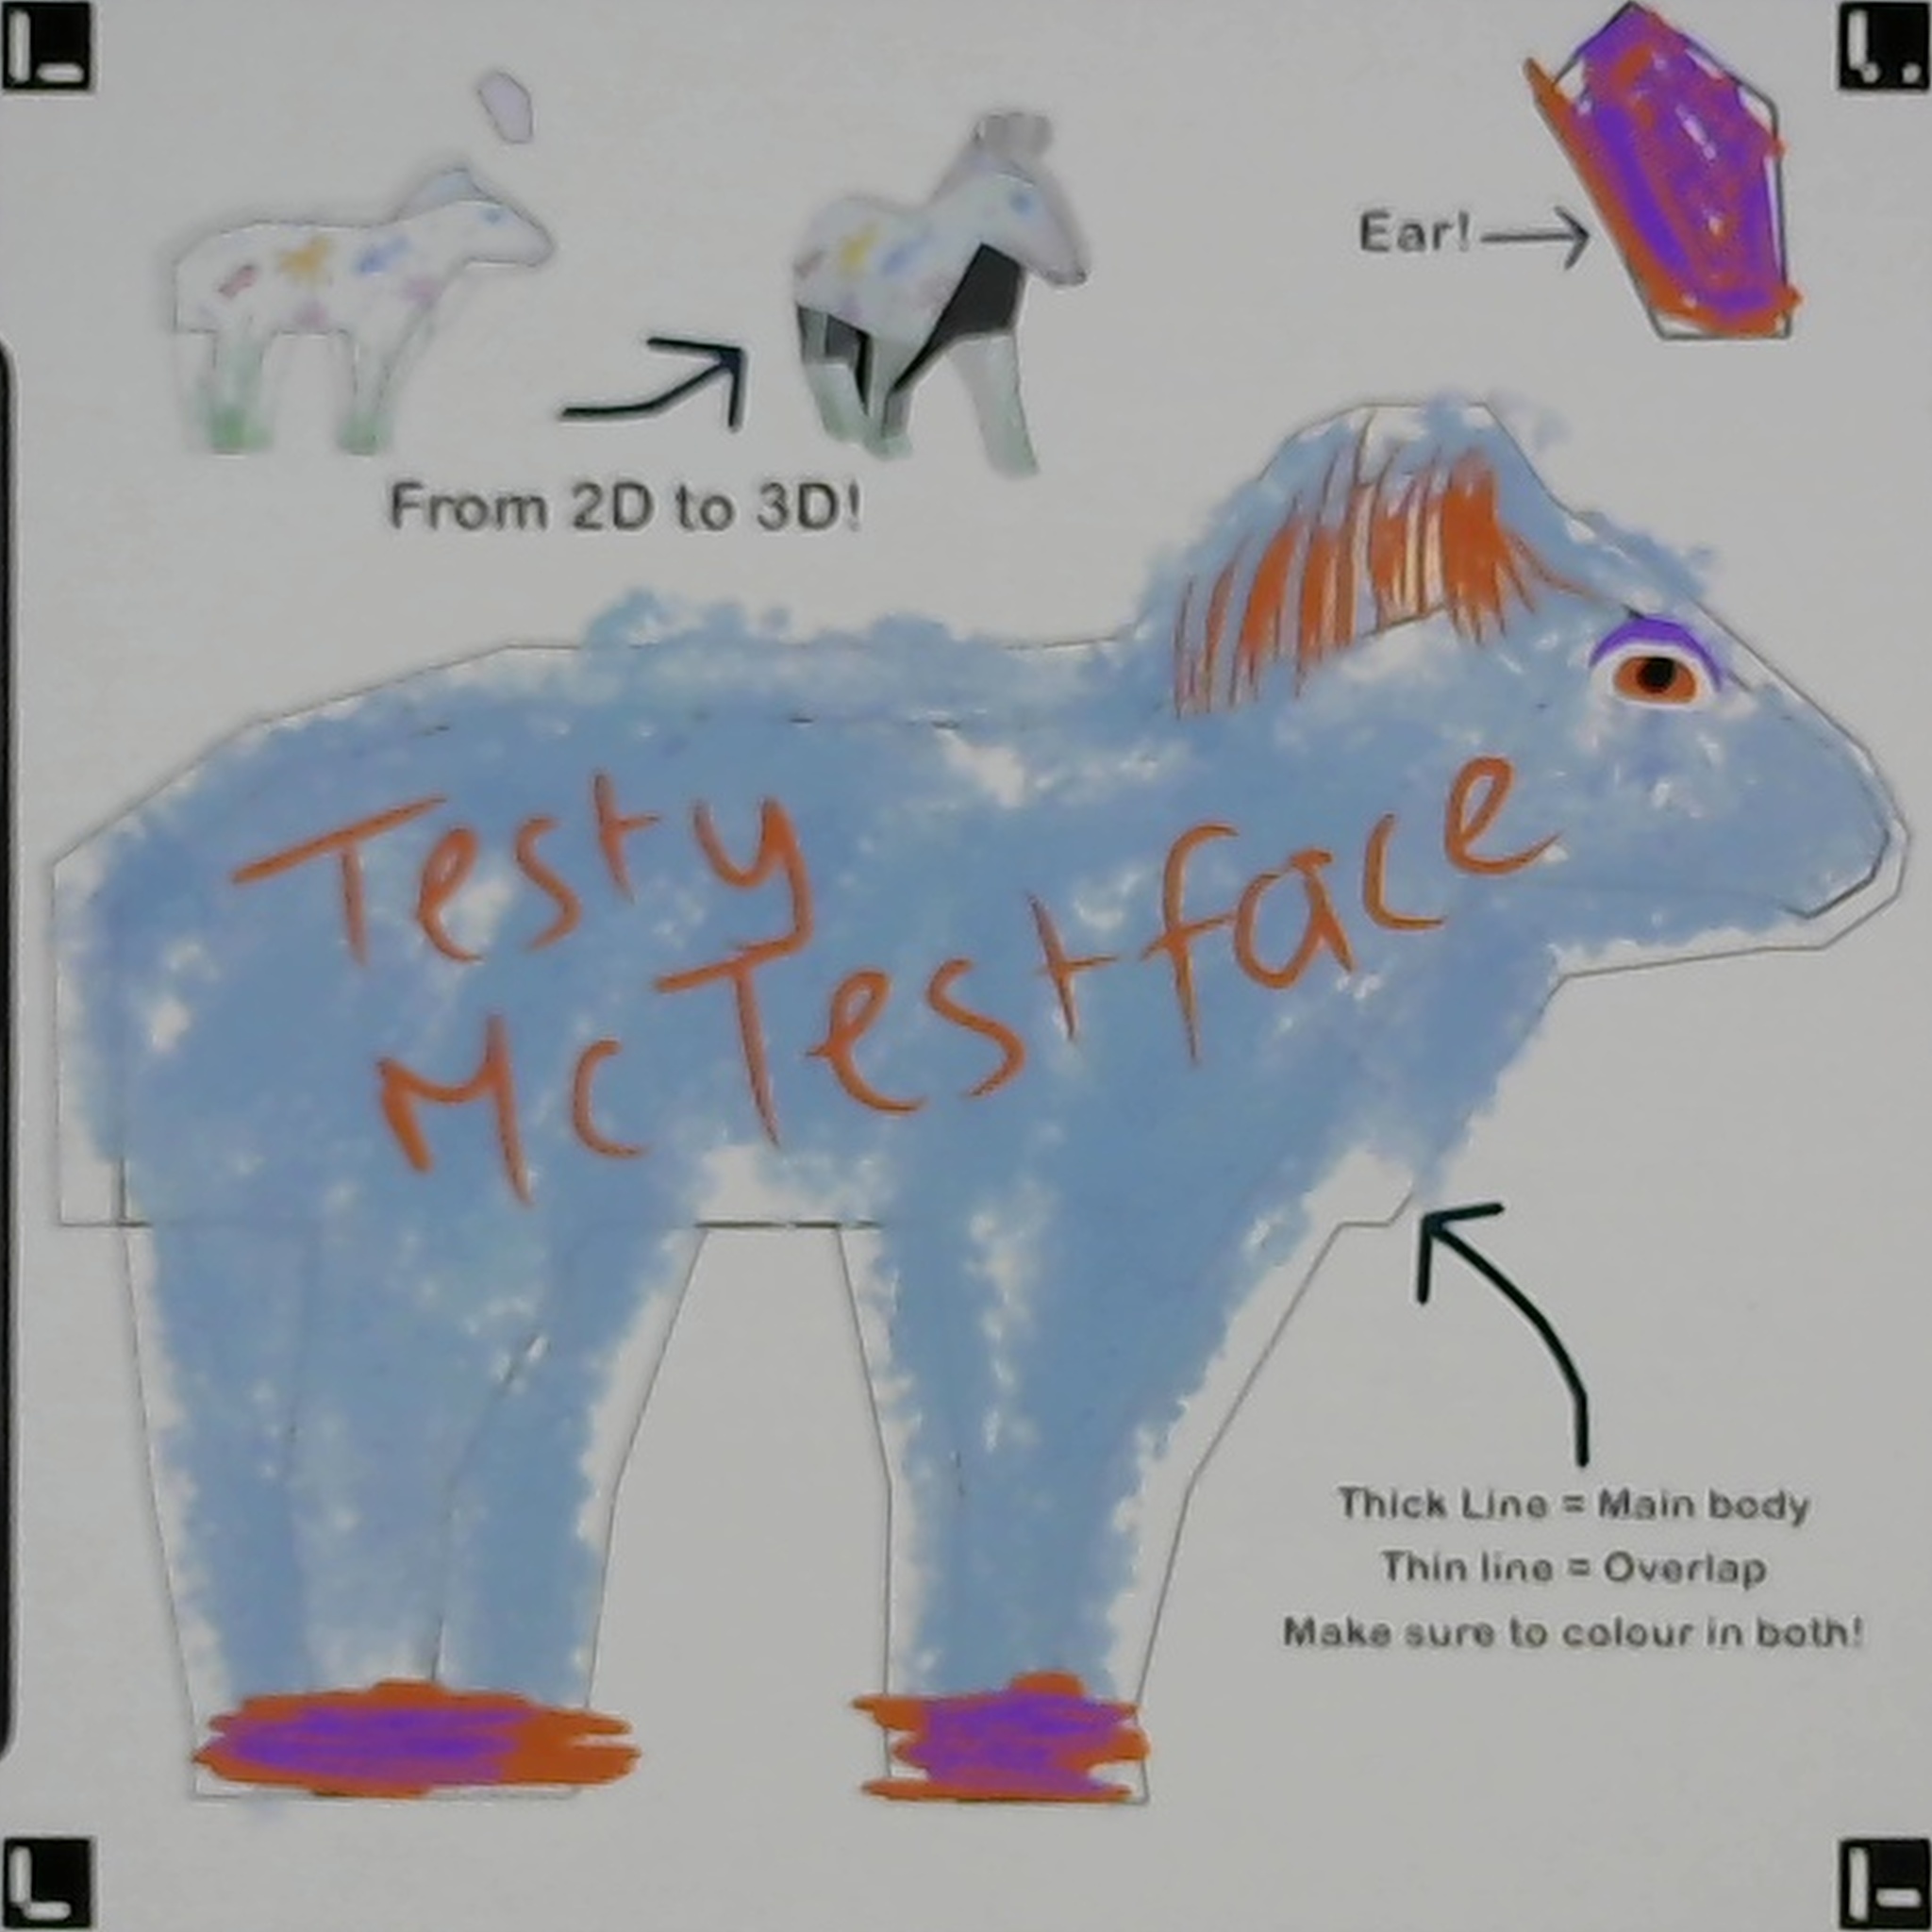 Ear!
From 2D to 3D!
Testy
McTestface
Thick Line = Main body
Thin line = Overlap
Make sure to colour in both!